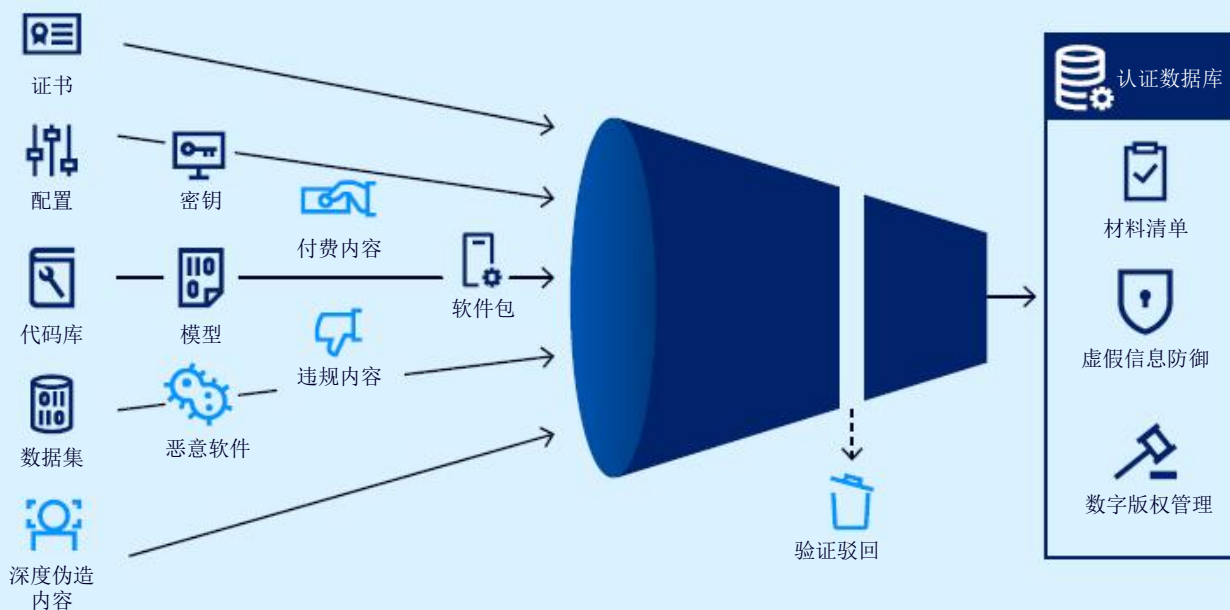 证书
认证数据库
配置
密钥
付费内容
材料清单
代码库
模型
软件包
违规内容
虚假信息防御
数据集
恶意软件
数字版权管理
验证驳回
深度伪造
内容